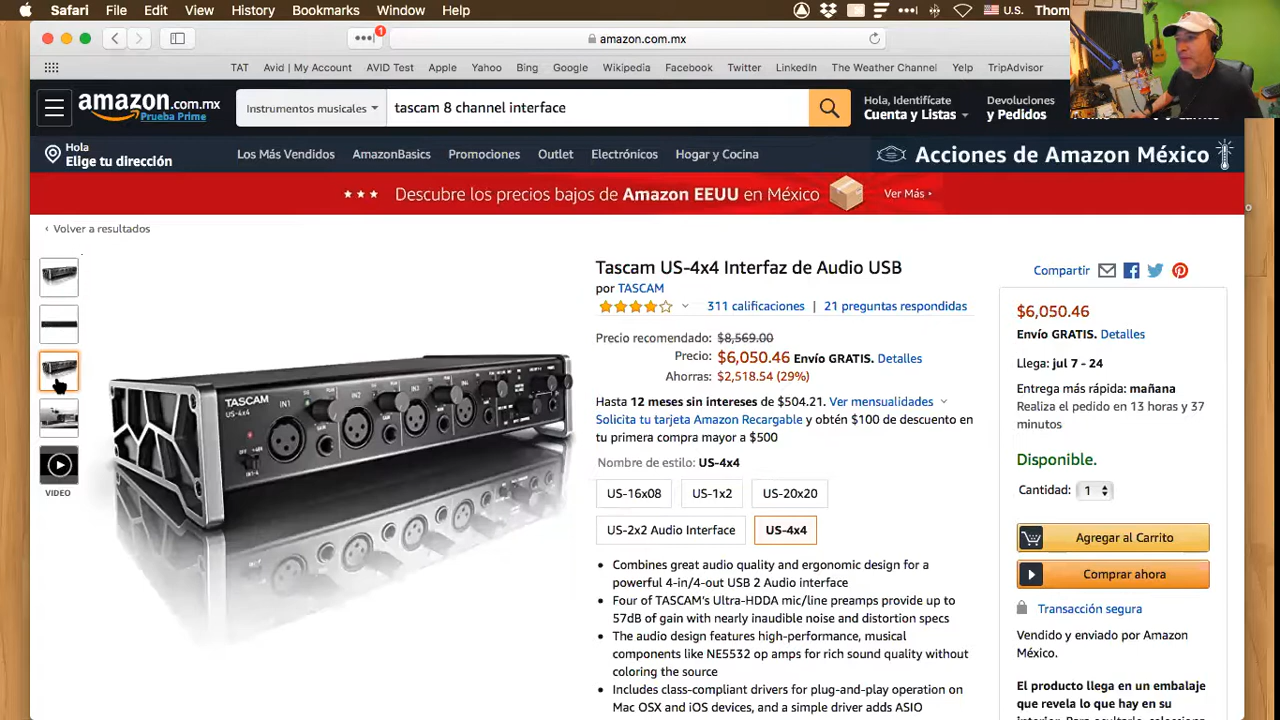 Safari File Edit View History Bookmarks Window Help U.S. Thom
1 amazon.com.mx
TAT Avid | My Account AVID Test Apple Yahoo Bing Google Wikipedia Facebook Twitter LinkedIn The Weather Channel Yelp TripAdvisor
amazon.com.mx
Prueba Prime
Instrumentos musicales
tascam 8 channel interface
Hola, Identifícate
Cuenta y Listas
Devoluciones
y Pedidos
Hola
Elige tu dirección
Los Más Vendidos AmazonBasics Promociones Outlet Electrónicos Hogar y Cocina
Acciones de Amazon México
Descubre los precios bajos de Amazon EEUU en México Ver Más ›
‹ Volver a resultados
VIDEO
TASCAM
US-4x4
IN1 IN2 IN3 IN4
Tascam US-4x4 Interfaz de Audio USB
por TASCAM
311 calificaciones | 21 preguntas respondidas
Precio recomendado: $8,569.00
Precio: $6,050.46 Envío GRATIS. Detalles
Ahorras: $2,518.54 (29%)
Hasta 12 meses sin intereses de $504.21. Ver mensualidades
Solicita tu tarjeta Amazon Recargable y obtén $100 de descuento en
tu primera compra mayor a $500
Nombre de estilo: US-4x4
US-16x08 US-1x2 US-20x20
US-2x2 Audio Interface US-4x4
• Combines great audio quality and ergonomic design for a
powerful 4-in/4-out USB 2 Audio interface
• Four of TASCAM's Ultra-HDDA mic/line preamps provide up to
57dB of gain with nearly inaudible noise and distortion specs
• The audio design features high-performance, musical
components like NE5532 op amps for rich sound quality without
coloring the source
• Includes class-compliant drivers for plug-and-play operation on
Mac OSX and iOS devices, and a simple driver adds ASIO
Compartir
$6,050.46
Envío GRATIS. Detalles
Llega: jul 7 - 24
Entrega más rápida: mañana
Realiza el pedido en 13 horas y 37
minutos
Disponible.
Cantidad: 1
Agregar al Carrito
Comprar ahora
Transacción segura
Vendido y enviado por Amazon
México.
El producto llega en un embalaje
que revela lo que hay en su